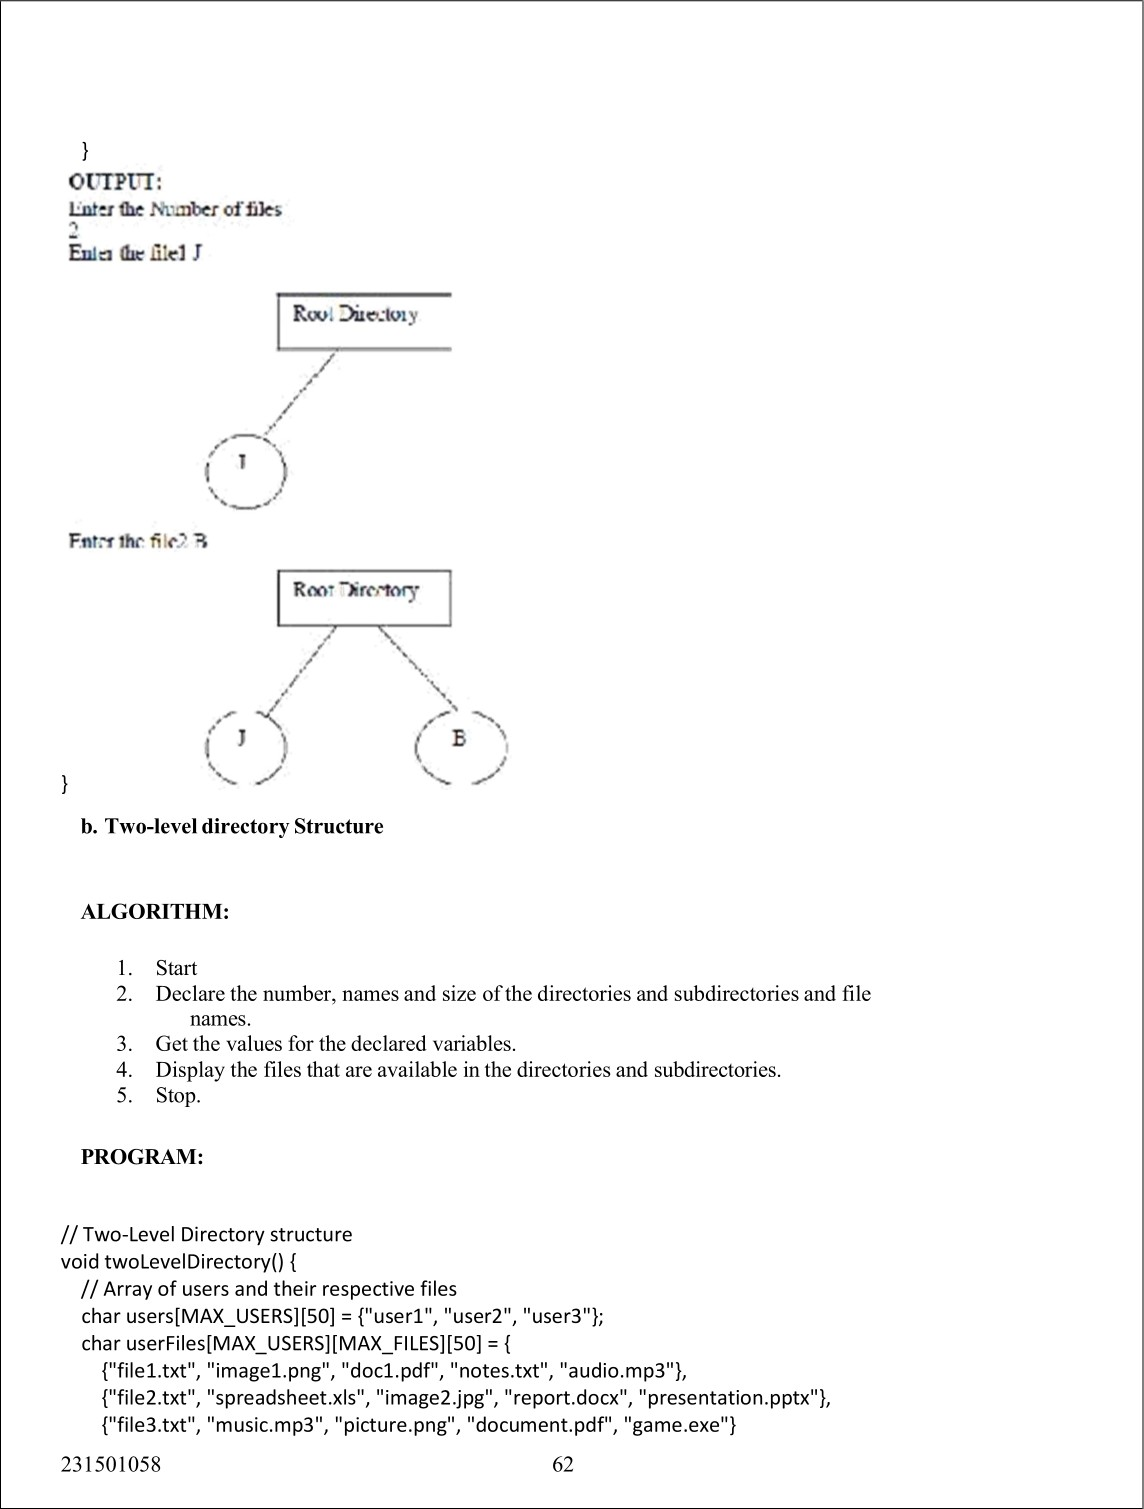 }
OUTPUT:
Enter the Number of files
2
Enter the file1 J
Root Directory
J
Enter the file2 B
Root Directory
J
B
}
b. Two-level directory Structure
ALGORITHM:
1. Start
2. Declare the number, names and size of the directories and subdirectories and file
names.
3. Get the values for the declared variables.
4. Display the files that are available in the directories and subdirectories.
5. Stop.
PROGRAM:
// Two-Level Directory structure
void twoLevelDirectory() {
// Array of users and their respective files
char users[MAX_USERS][50] = {"user1", "user2", "user3"};
char userFiles[MAX_USERS][MAX_FILES][50] = {
{"file1.txt", "image1.png", "doc1.pdf", "notes.txt", "audio.mp3"},
{"file2.txt", "spreadsheet.xls", "image2.jpg", "report.docx", "presentation.pptx"},
{"file3.txt", "music.mp3", "picture.png", "document.pdf", "game.exe"}
231501058 62